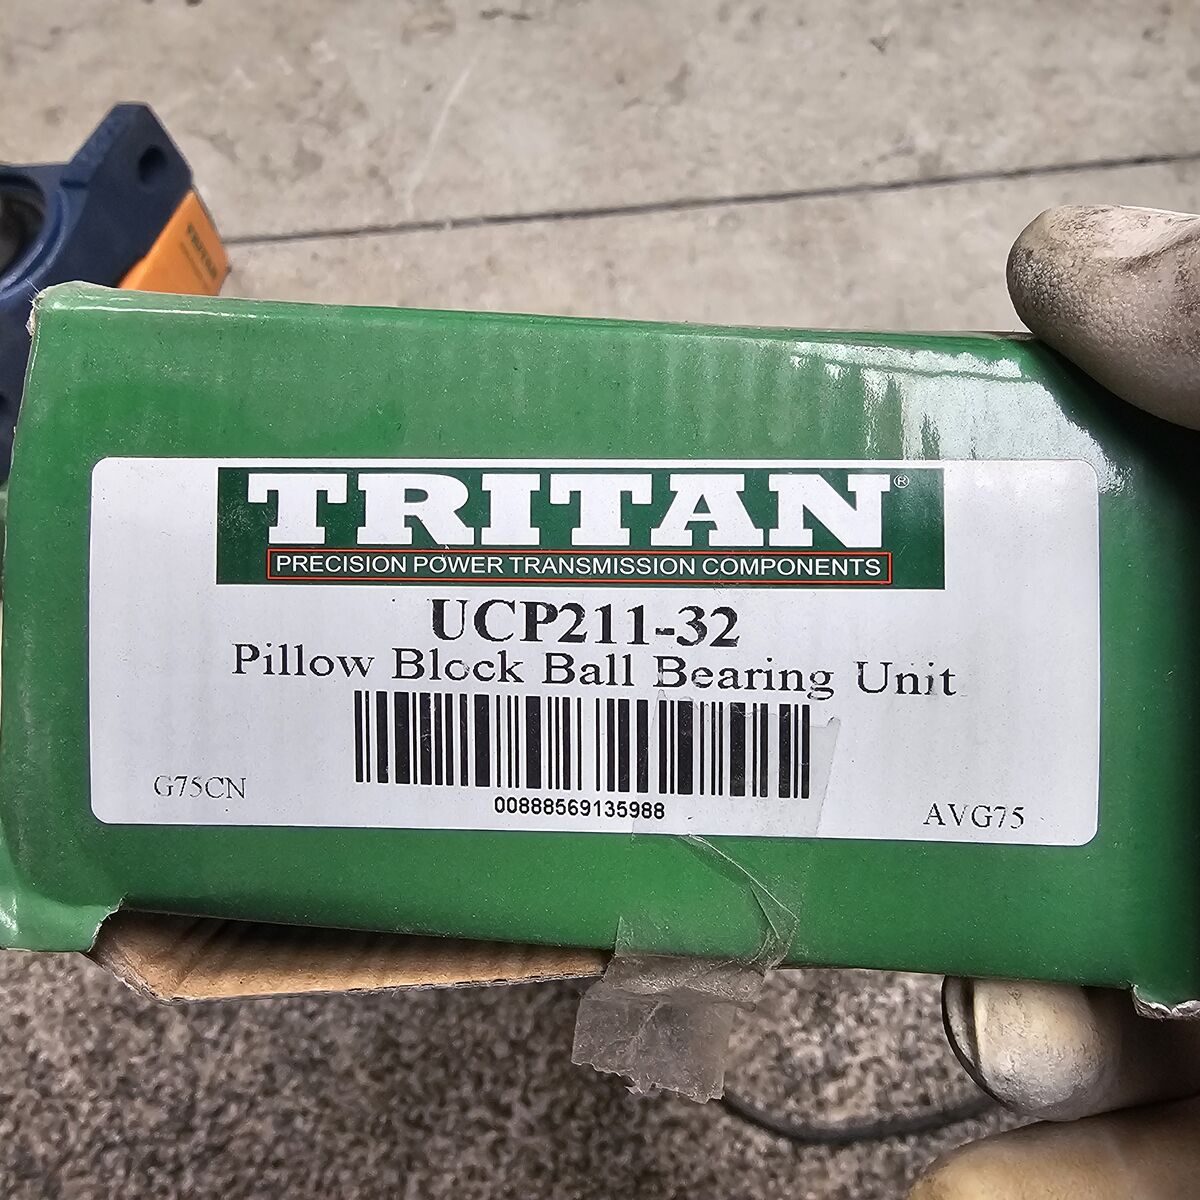 TRITAN®
PRECISION POWER TRANSMISSION COMPONENTS
UCP211-32
Pillow Block Ball Bearing Unit
00888569135988
G75CN
AVG75